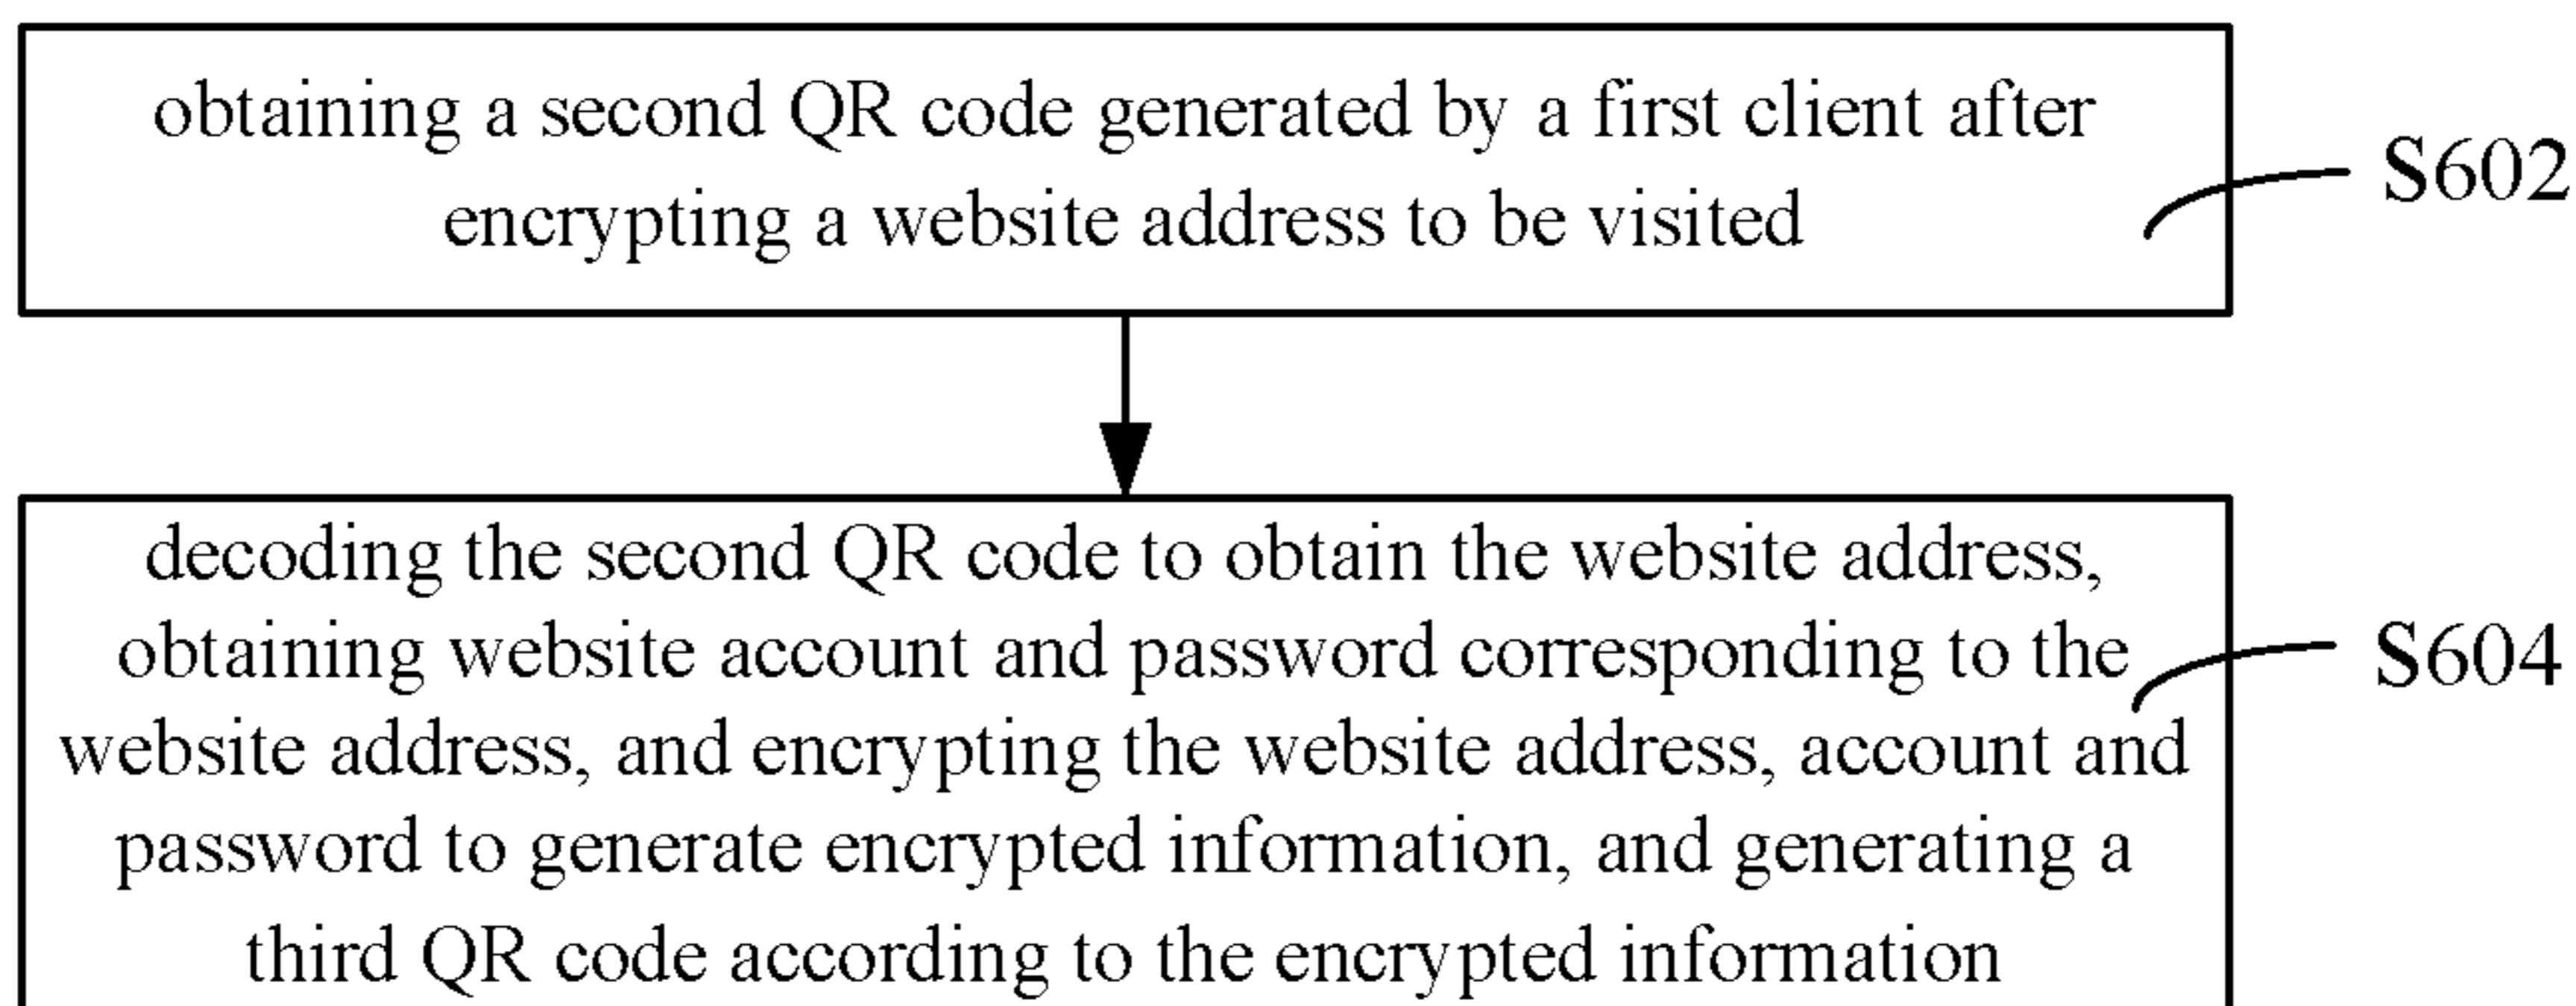 obtaining a second QR code generated by a first client after
encrypting a website address to be visited
S602
decoding the second QR code to obtain the website address,
obtaining website account and password corresponding to the
website address, and encrypting the website address, account and
password to generate encrypted information, and generating a
third QR code according to the encrypted information
S604